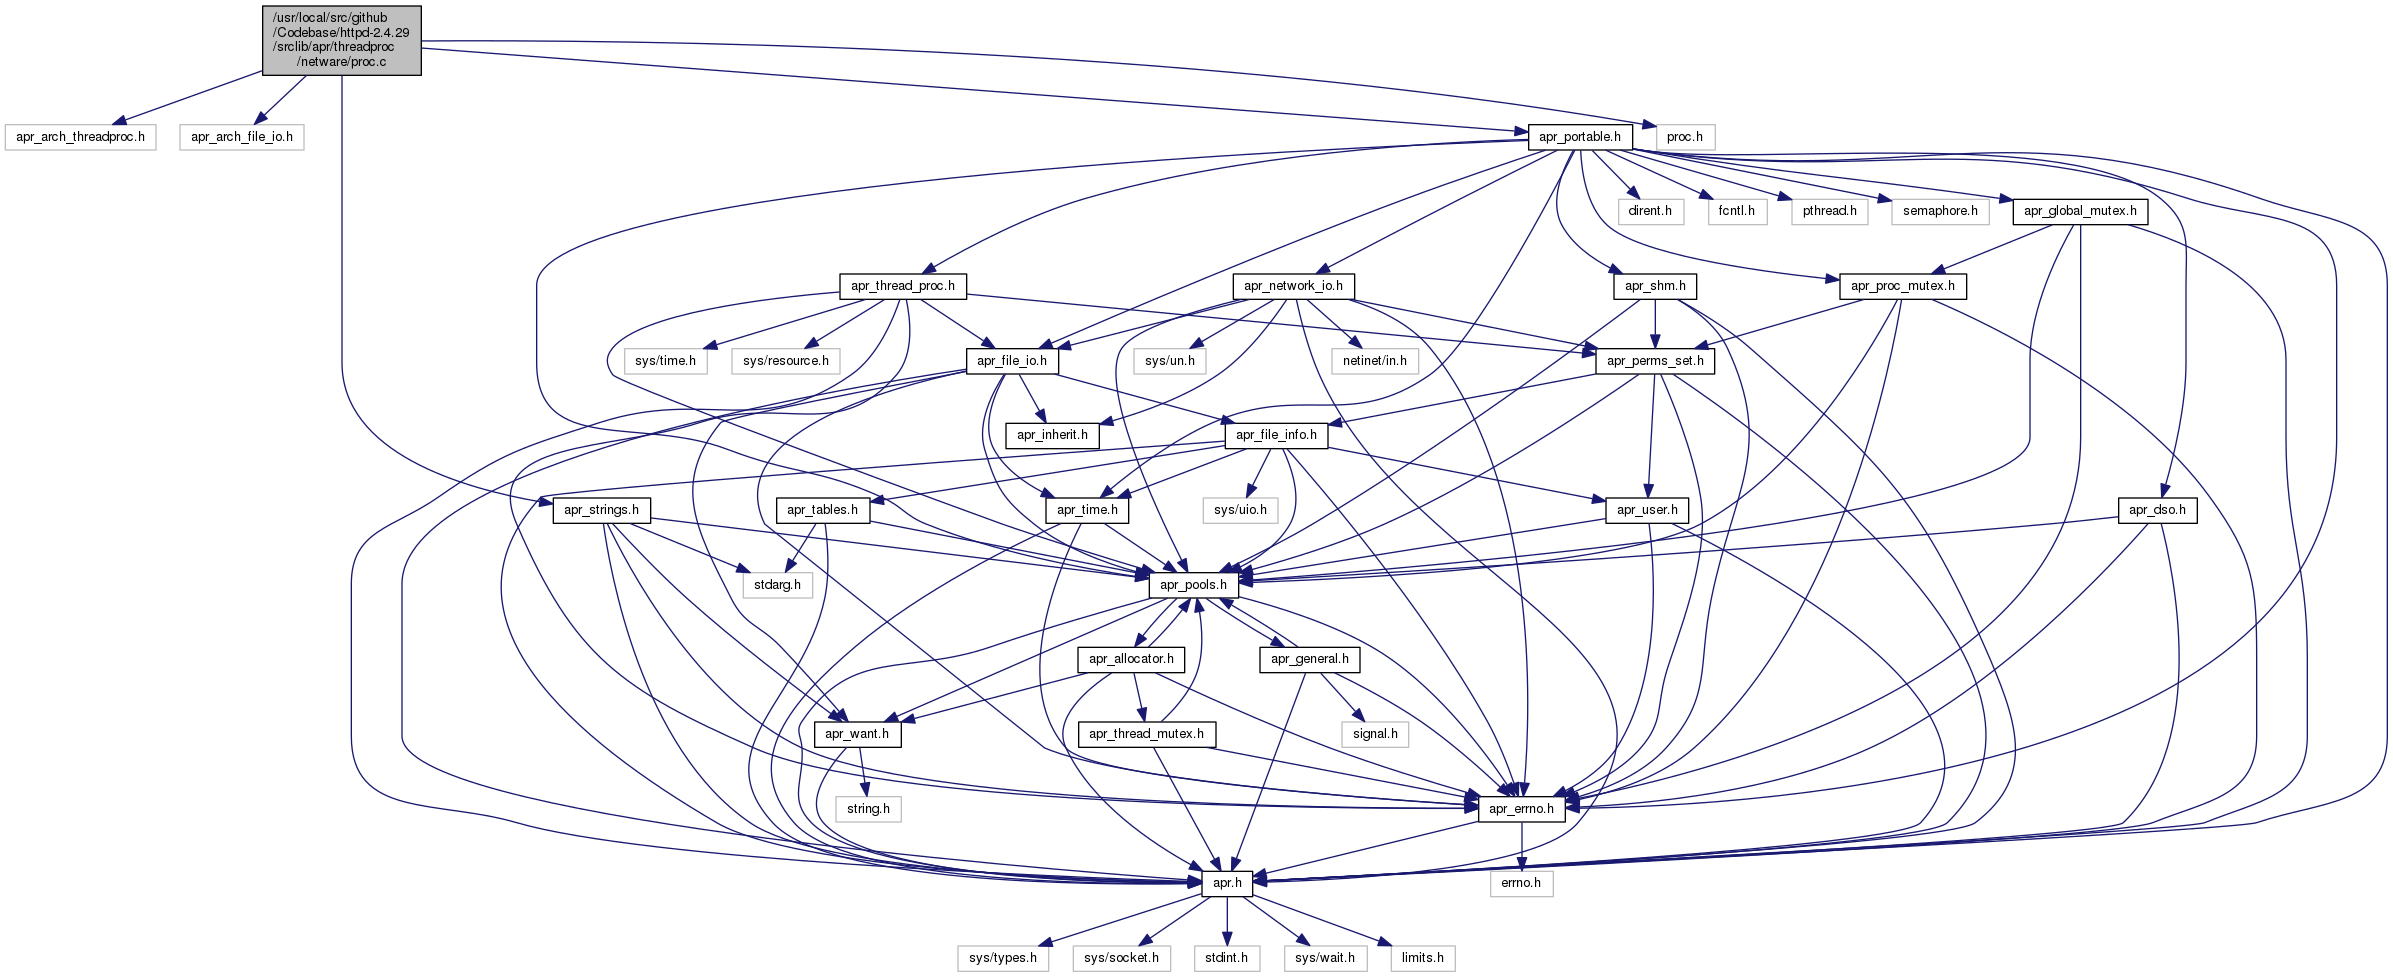 /usr/local/src/github
/Codebase/httpd-2.4.29
/srclib/apr/threadproc
/netware/proc.c
apr_arch_threadproc.h
apr_arch_file_io.h
apr_portable.h
proc.h
dirent.h
fcntl.h
pthread.h
semaphore.h
apr_global_mutex.h
apr_thread_proc.h
apr_network_io.h
apr_shm.h
apr_proc_mutex.h
sys/time.h
sys/resource.h
apr_file_io.h
sys/un.h
netinet/in.h
apr_perms_set.h
apr_inherit.h
apr_file_info.h
apr_strings.h
apr_tables.h
apr_time.h
sys/uio.h
apr_user.h
apr_dso.h
stdarg.h
apr_pools.h
apr_allocator.h
apr_general.h
apr_want.h
apr_thread_mutex.h
signal.h
string.h
apr_errno.h
apr.h
errno.h
sys/types.h
sys/socket.h
stdint.h
sys/wait.h
limits.h